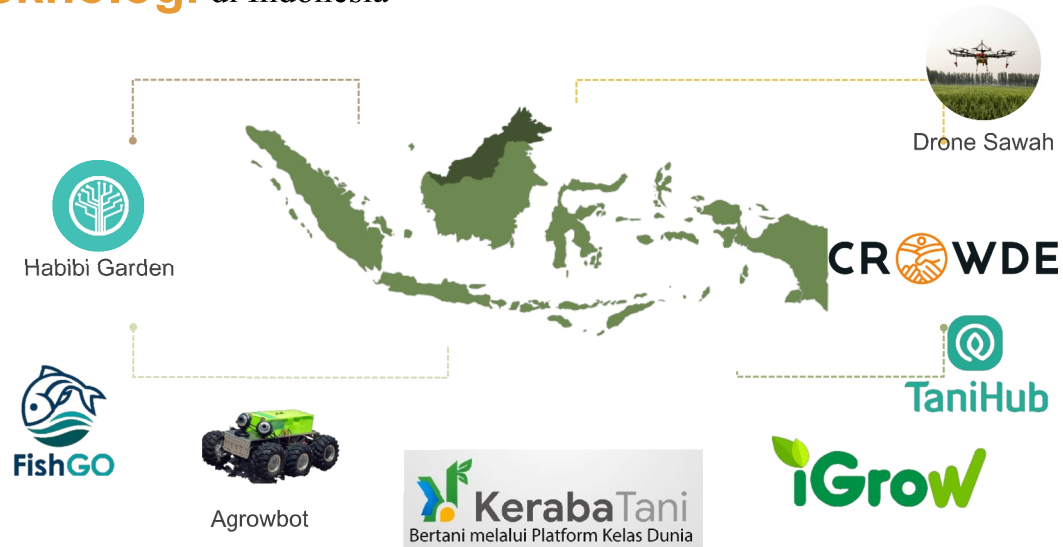 di Indonesia
Drone Sawah
Habibi Garden
CROWDE
TaniHub
FishGO
iGrow
Agrowbot
KerabaTani
Bertani melalui Platform Kelas Dunia